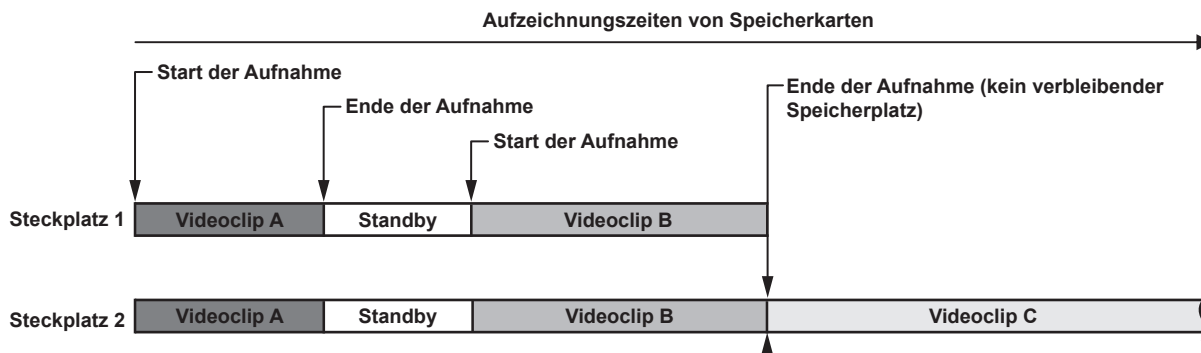 Aufzeichnungszeiten von Speicherkarten
Start der Aufnahme
Ende der Aufnahme (kein verbleibender
Speicherplatz)
Ende der Aufnahme
Start der Aufnahme
Steckplatz 1
Videoclip A
Standby
Videoclip B
Steckplatz 2
Videoclip A
Standby
Videoclip B
Videoclip C